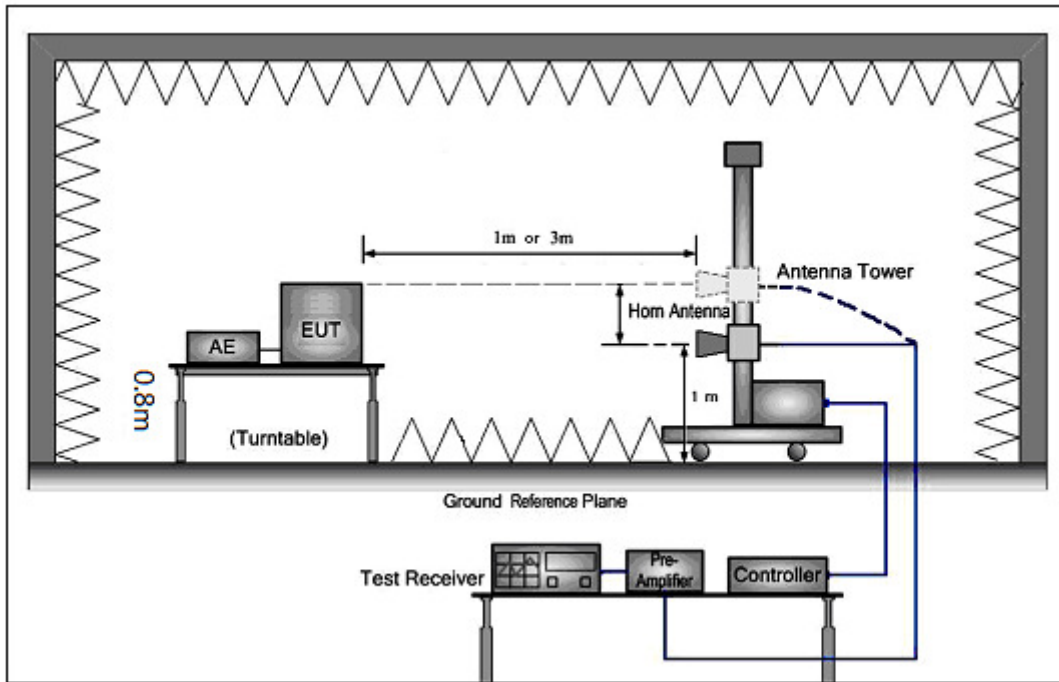 1m or 3m
Antenna Tower
Horn Antenna
EUT
AE
0.8m
1 m
(Turntable)
Ground Reference Plane
Test Receiver
Pre-
Amplifier
Controller